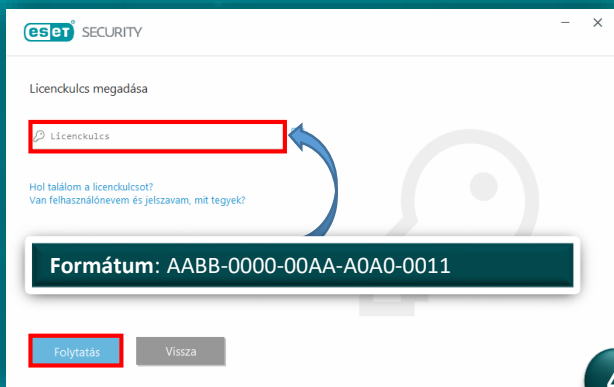 eset SECURITY
Licenckulcs megadása
Licenckulcs
Hol találom a licenckulcsot?
Van felhasználónevem és jelszavam, mit tegyek?
Formátum: AABB-0000-00AA-A0A0-0011
Folytatás Vissza